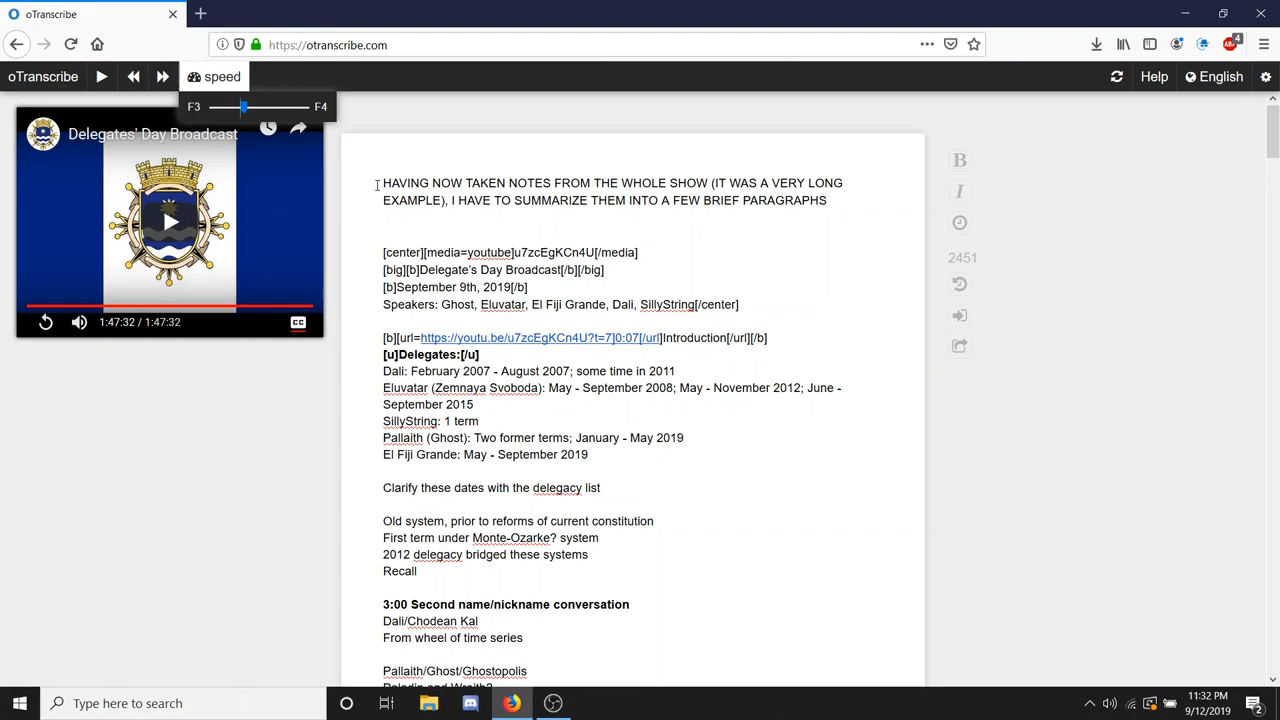 oTranscribe
https://otranscribe.com
4
oTranscribe
speed
Help
English
F3
F4
Delegates' Day Broadcast
1:47:32 / 1:47:32
CC
HAVING NOW TAKEN NOTES FROM THE WHOLE SHOW (IT WAS A VERY LONG
EXAMPLE), I HAVE TO SUMMARIZE THEM INTO A FEW BRIEF PARAGRAPHS
[center][media=youtube]u7zcEgKCn4U[/media]
[big][b]Delegate's Day Broadcast[/b][/big]
[b]September 9th, 2019[/b]
Speakers: Ghost, Eluvatar, El Fiji Grande, Dali, SillyString[/center]
[b][url=https://youtu.be/u7zcEgKCn4U?t=7]0:07[/url]Introduction[/url][/b]
[u]Delegates:[/u]
Dali: February 2007 - August 2007; some time in 2011
Eluvatar (Zemnaya Svoboda): May - September 2008; May - November 2012; June -
September 2015
SillyString: 1 term
Pallaith (Ghost): Two former terms; January - May 2019
El Fiji Grande: May - September 2019
Clarify these dates with the delegacy list
Old system, prior to reforms of current constitution
First term under Monte-Ozarke? system
2012 delegacy bridged these systems
Recall
3:00 Second name/nickname conversation
Dali/Chodean Kal
From wheel of time series
Pallaith/Ghost/Ghostopolis
Paladin and Wraith?
B
I
2451
Type here to search
11:32 PM
9/12/2019
2